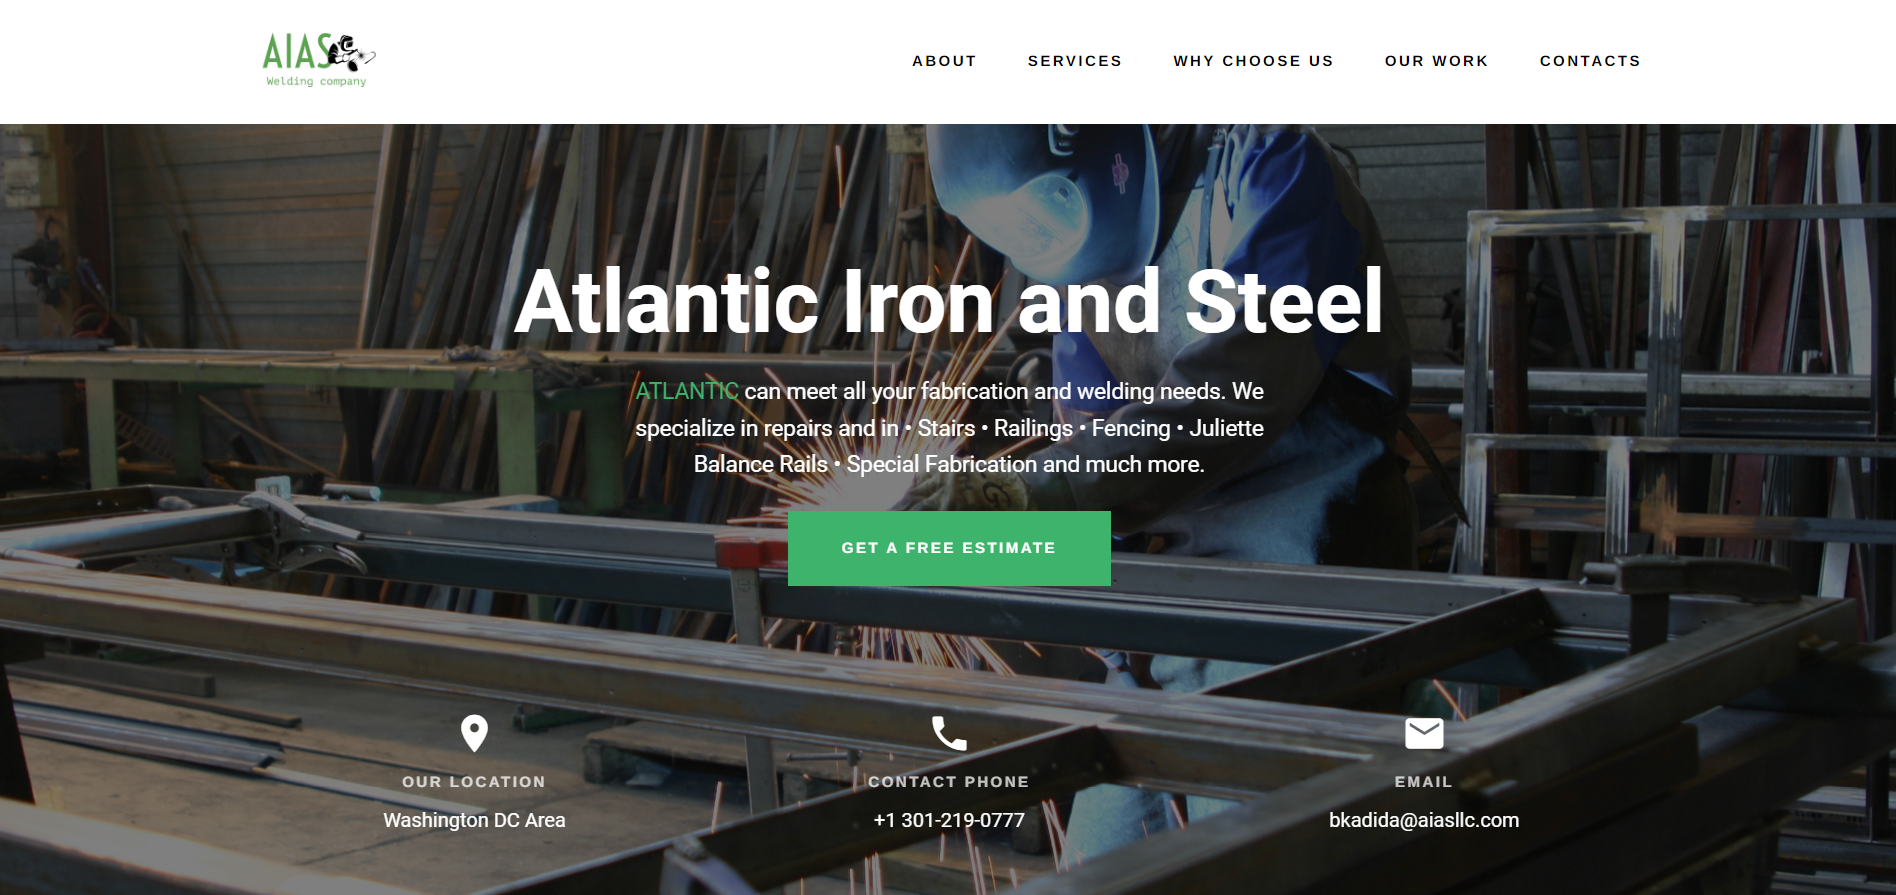 AIAS
Welding company
ABOUT
SERVICES
WHY CHOOSE US
OUR WORK
CONTACTS
Atlantic Iron and Steel
ATLANTIC can meet all your fabrication and welding needs. We
specialize in repairs and in • Stairs • Railings • Fencing • Juliette
Balance Rails • Special Fabrication and much more.
GET A FREE ESTIMATE
OUR LOCATION
Washington DC Area
CONTACT PHONE
+1 301-219-0777
EMAIL
bkadida@aiasllc.com